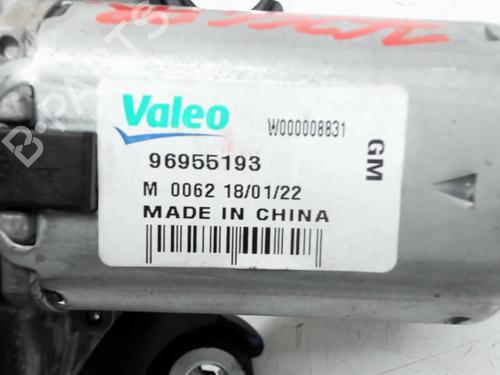 Valeo
W000008831
96955193
GM
M 0062 18/01/22
MADE IN CHINA